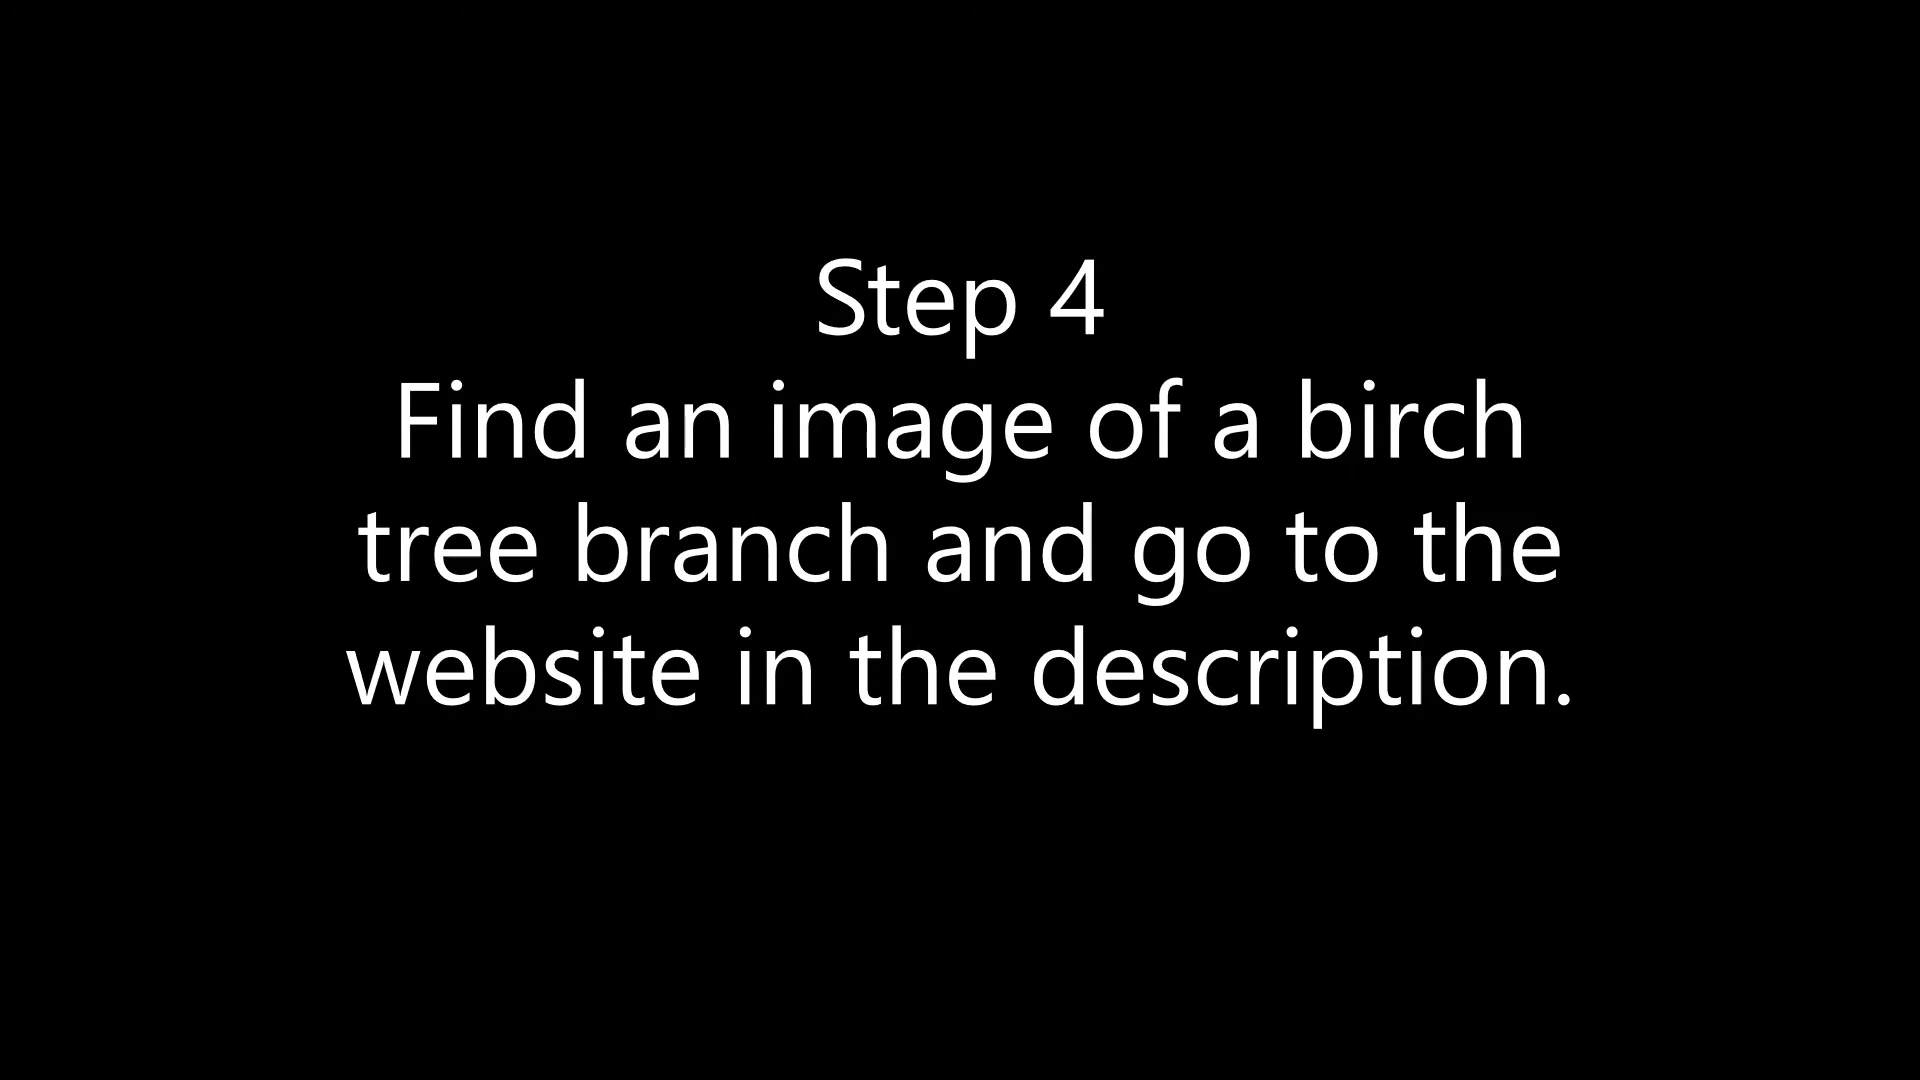 Step 4
Find an image of a birch
tree branch and go to the
website in the description.